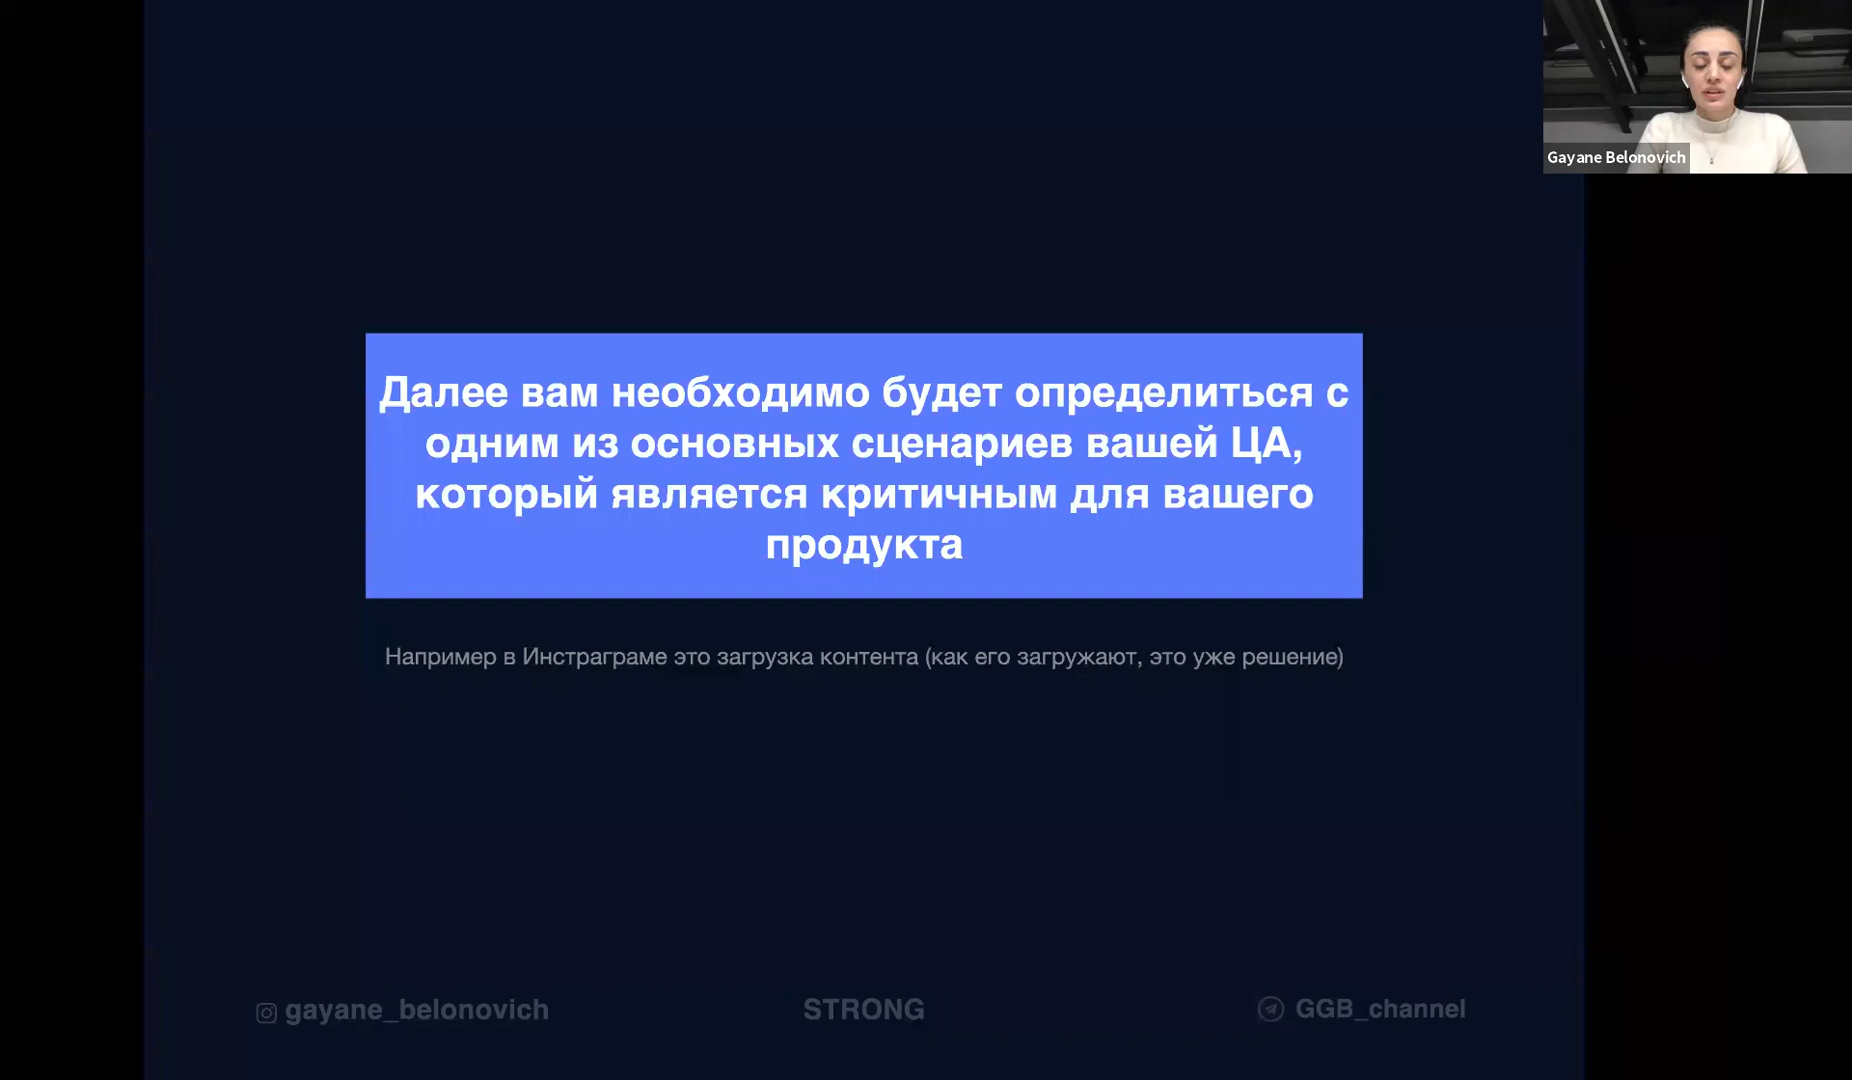 Gayane Belonovich
Далее вам необходимо будет определиться с
одним из основных сценариев вашей ЦА,
который является критичным для вашего
продукта
Например в Инстраграме это загрузка контента (как его загружают, это уже решение)
gayane_belonovich
STRONG
GGB_channel